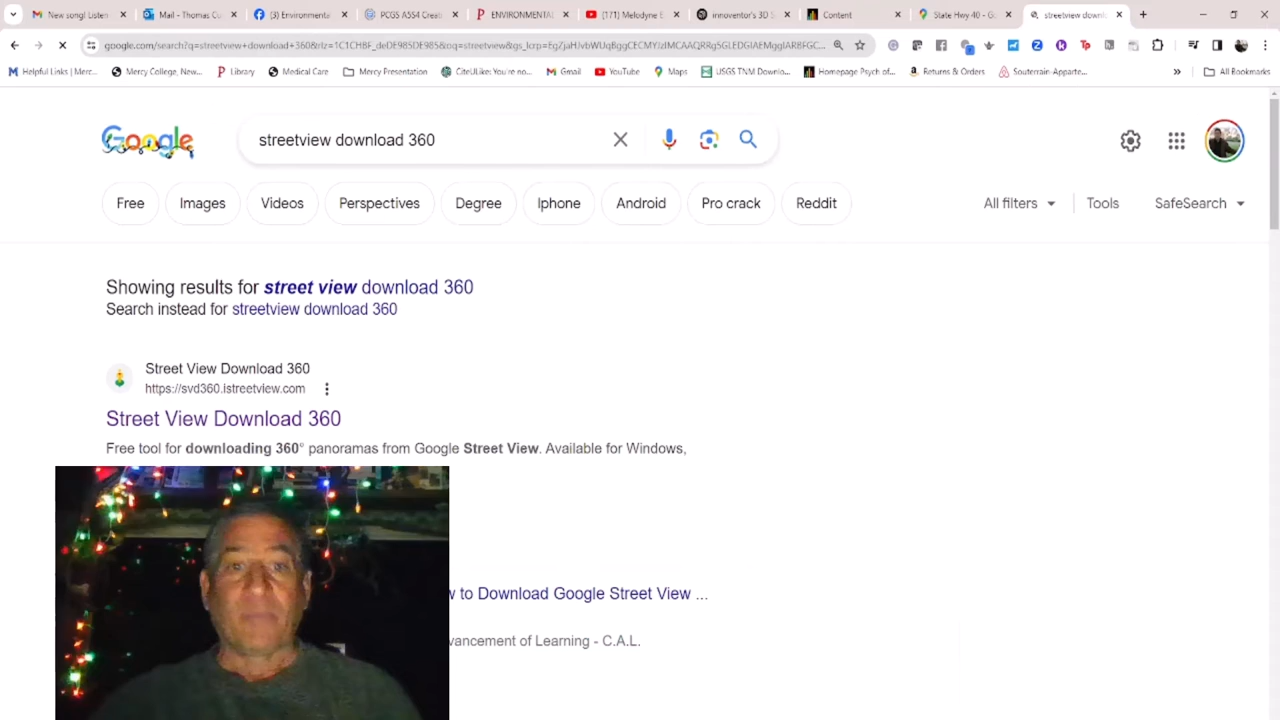 New song! Listen
Mail - Thomas Cu
(3) Environmenta
PCG5-ASS4 Creati
ENVIRONMENTAL
(171) Melodyne E
innoventor's 3D S
Content
State Hwy 40 - Go
streetview downl
google.com/search?q=streetview+download+360&rlz=1C1CHBF_deDE985DE985&oq=streetview&gs_lcrp=
Helpful Links | Merc...
Mercy College, New...
Library
Medical Care
Mercy Presentation
CiteULike: You're no...
Gmail
YouTube
Maps
USGS TNM Downlo...
Homepage Psych of...
Returns & Orders
Souterrain-Apparte...
»
All Bookmarks
Google
streetview download 360
Free
Images
Videos
Perspectives
Degree
Iphone
Android
Pro crack
Reddit
All filters
Tools
SafeSearch
Showing results for street view download 360
Search instead for streetview download 360
Street View Download 360
https://svd360.istreetview.com
Street View Download 360
Free tool for downloading 360° panoramas from Google Street View. Available for Windows,
w to Download Google Street View ...
vancement of Learning - C.A.L.